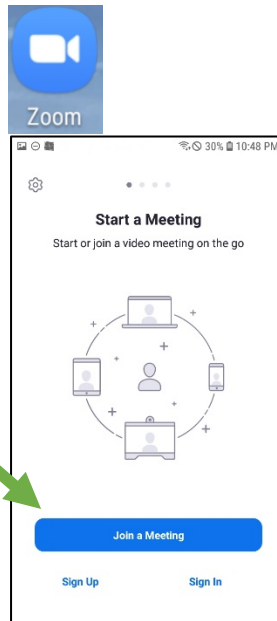 Zoom
30% 10:48 PM
Start a Meeting
Start or join a video meeting on the go
Join a Meeting
Sign Up Sign In